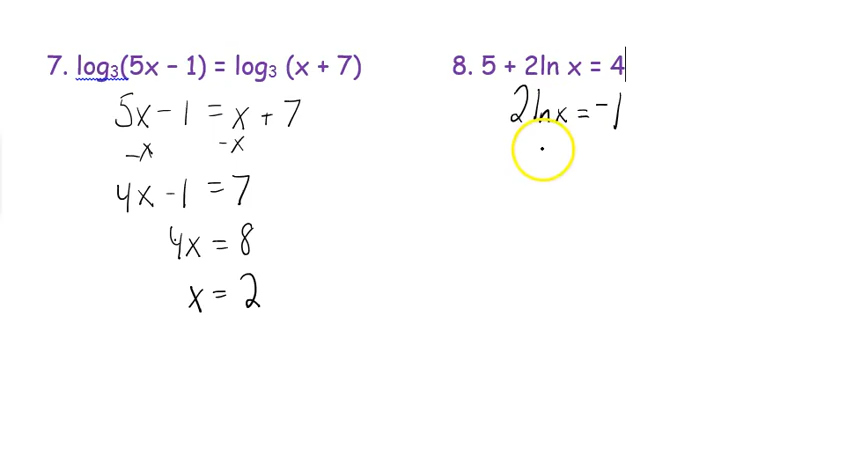 7. log₃(5x − 1) = log₃ (x + 7)
5x − 1 = x + 7
−x −x
4x − 1 = 7
4x = 8
x = 2
8. 5 + 2ln x = 4
2lnx = −1